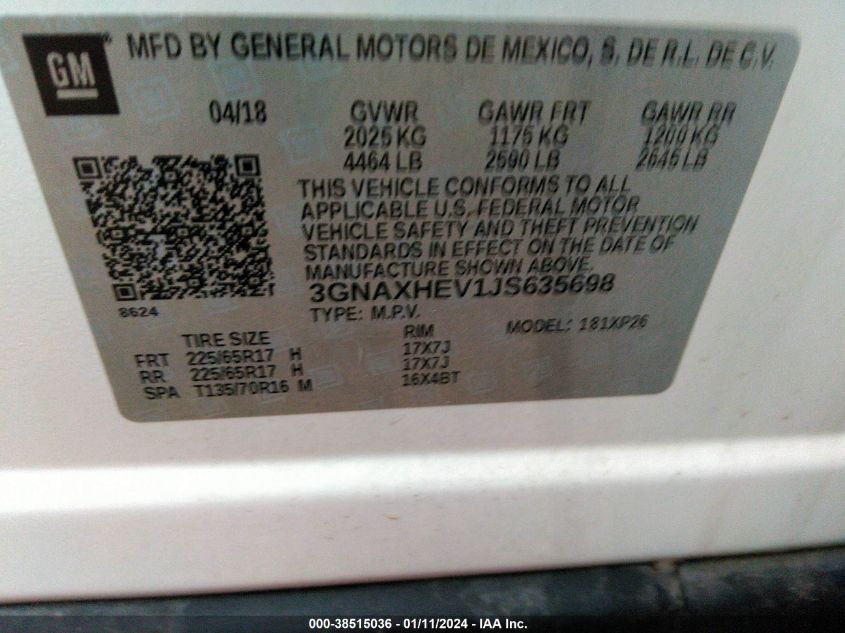 GM
MFD BY GENERAL MOTORS DE MEXICO, S. DE R.L. DE C.V.
04/18 GVWR GAWR FRT GAWR RR
2025 KG 1175 KG 1200 KG
4464 LB 2590 LB 2645 LB
THIS VEHICLE CONFORMS TO ALL
APPLICABLE U.S. FEDERAL MOTOR
VEHICLE SAFETY AND THEFT PREVENTION
STANDARDS IN EFFECT ON THE DATE OF
MANUFACTURE SHOWN ABOVE.
3GNAXHEV1JS635698
8624
TYPE: M.P.V. MODEL: 181XP26
TIRE SIZE RIM
FRT 225/65R17 H 17X7J
RR 225/65R17 H 17X7J
SPA T135/70R16 M 16X4BT
000-38515036 - 01/11/2024 - IAA Inc.